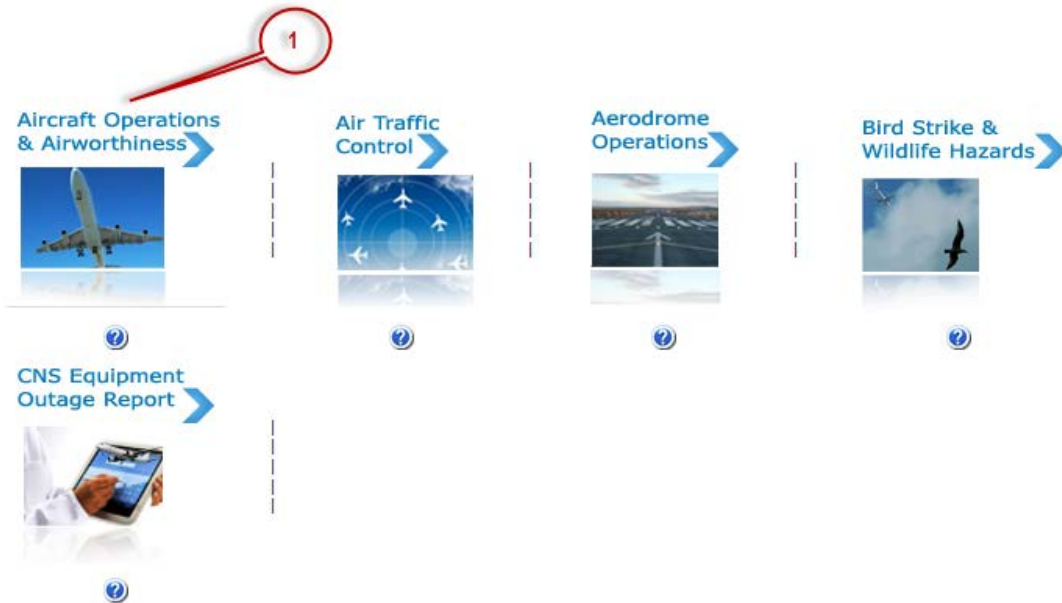 1
Aircraft Operations
& Airworthiness
Air Traffic
Control
Aerodrome
Operations
Bird Strike &
Wildlife Hazards
?
?
?
?
CNS Equipment
Outage Report
?